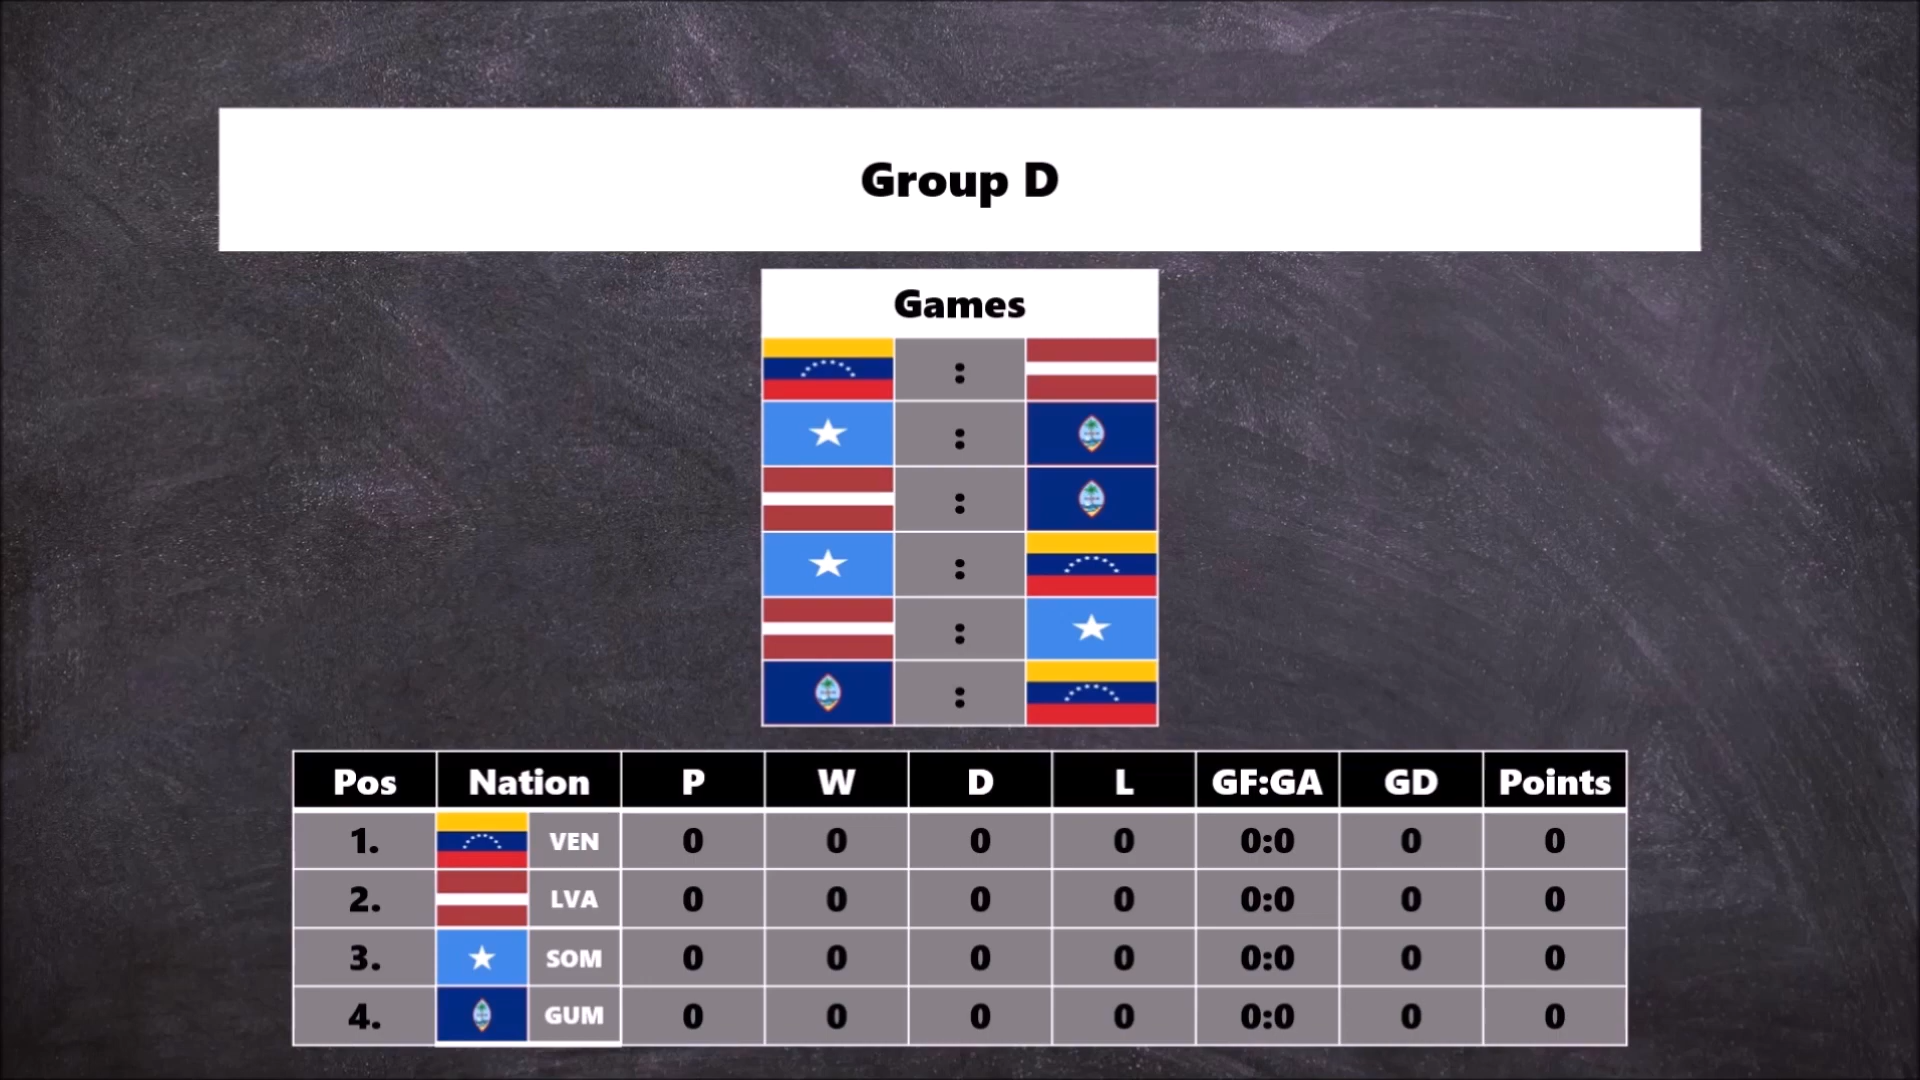 Group D
Games
:
:
:
:
:
:
Pos Nation P W D L GF:GA GD Points
1. VEN 0 0 0 0 0:0 0 0
2. LVA 0 0 0 0 0:0 0 0
3. SOM 0 0 0 0 0:0 0 0
4. GUM 0 0 0 0 0:0 0 0